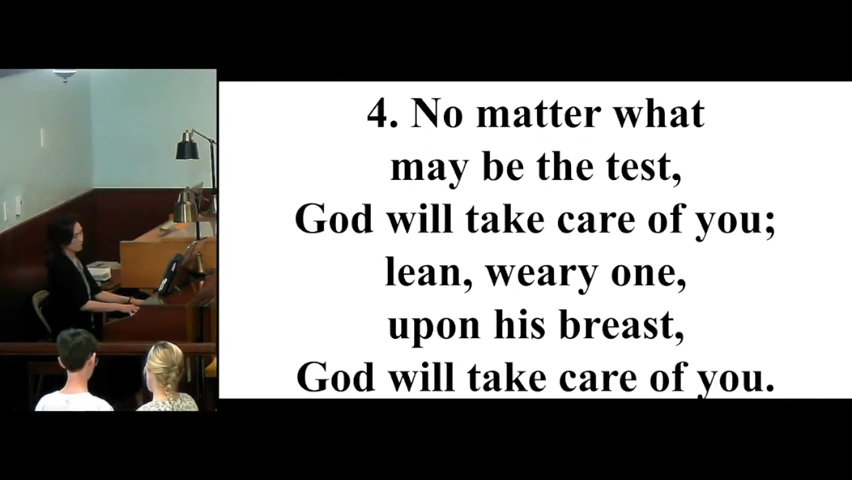 4. No matter what
may be the test,
God will take care of you;
lean, weary one,
upon his breast,
God will take care of you.